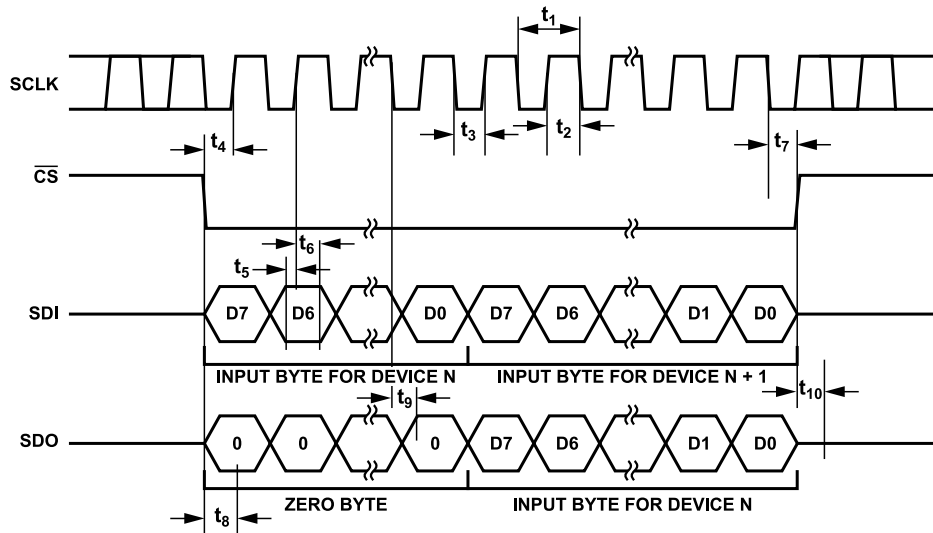 t1
SCLK
t4 t3 t2 t7
CS
t6
t5
SDI D7 D6 D0 D7 D6 D1 D0
INPUT BYTE FOR DEVICE N INPUT BYTE FOR DEVICE N + 1
t9 t10
SDO 0 0 0 D7 D6 D1 D0
ZERO BYTE INPUT BYTE FOR DEVICE N
t8